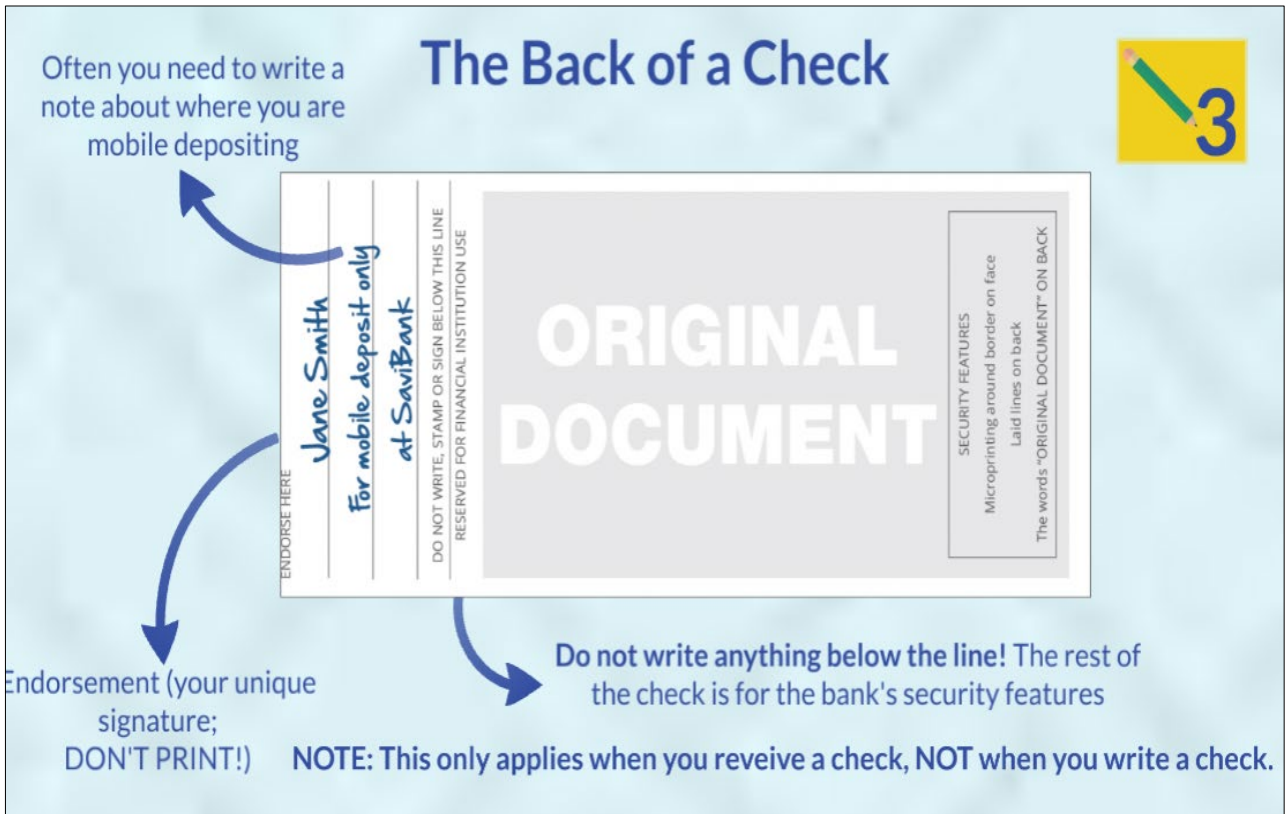 The Back of a Check
3
Often you need to write a
note about where you are
mobile depositing
ENDORSE HERE
Jane Smith
For mobile deposit only
at SaviBank
DO NOT WRITE, STAMP OR SIGN BELOW THIS LINE
RESERVED FOR FINANCIAL INSTITUTION USE
ORIGINAL
DOCUMENT
SECURITY FEATURES
Microprinting around border on face
Laid lines on back
The words "ORIGINAL DOCUMENT" ON BACK
Endorsement (your unique
signature;
DON'T PRINT!)
Do not write anything below the line! The rest of
the check is for the bank's security features
NOTE: This only applies when you reveive a check, NOT when you write a check.